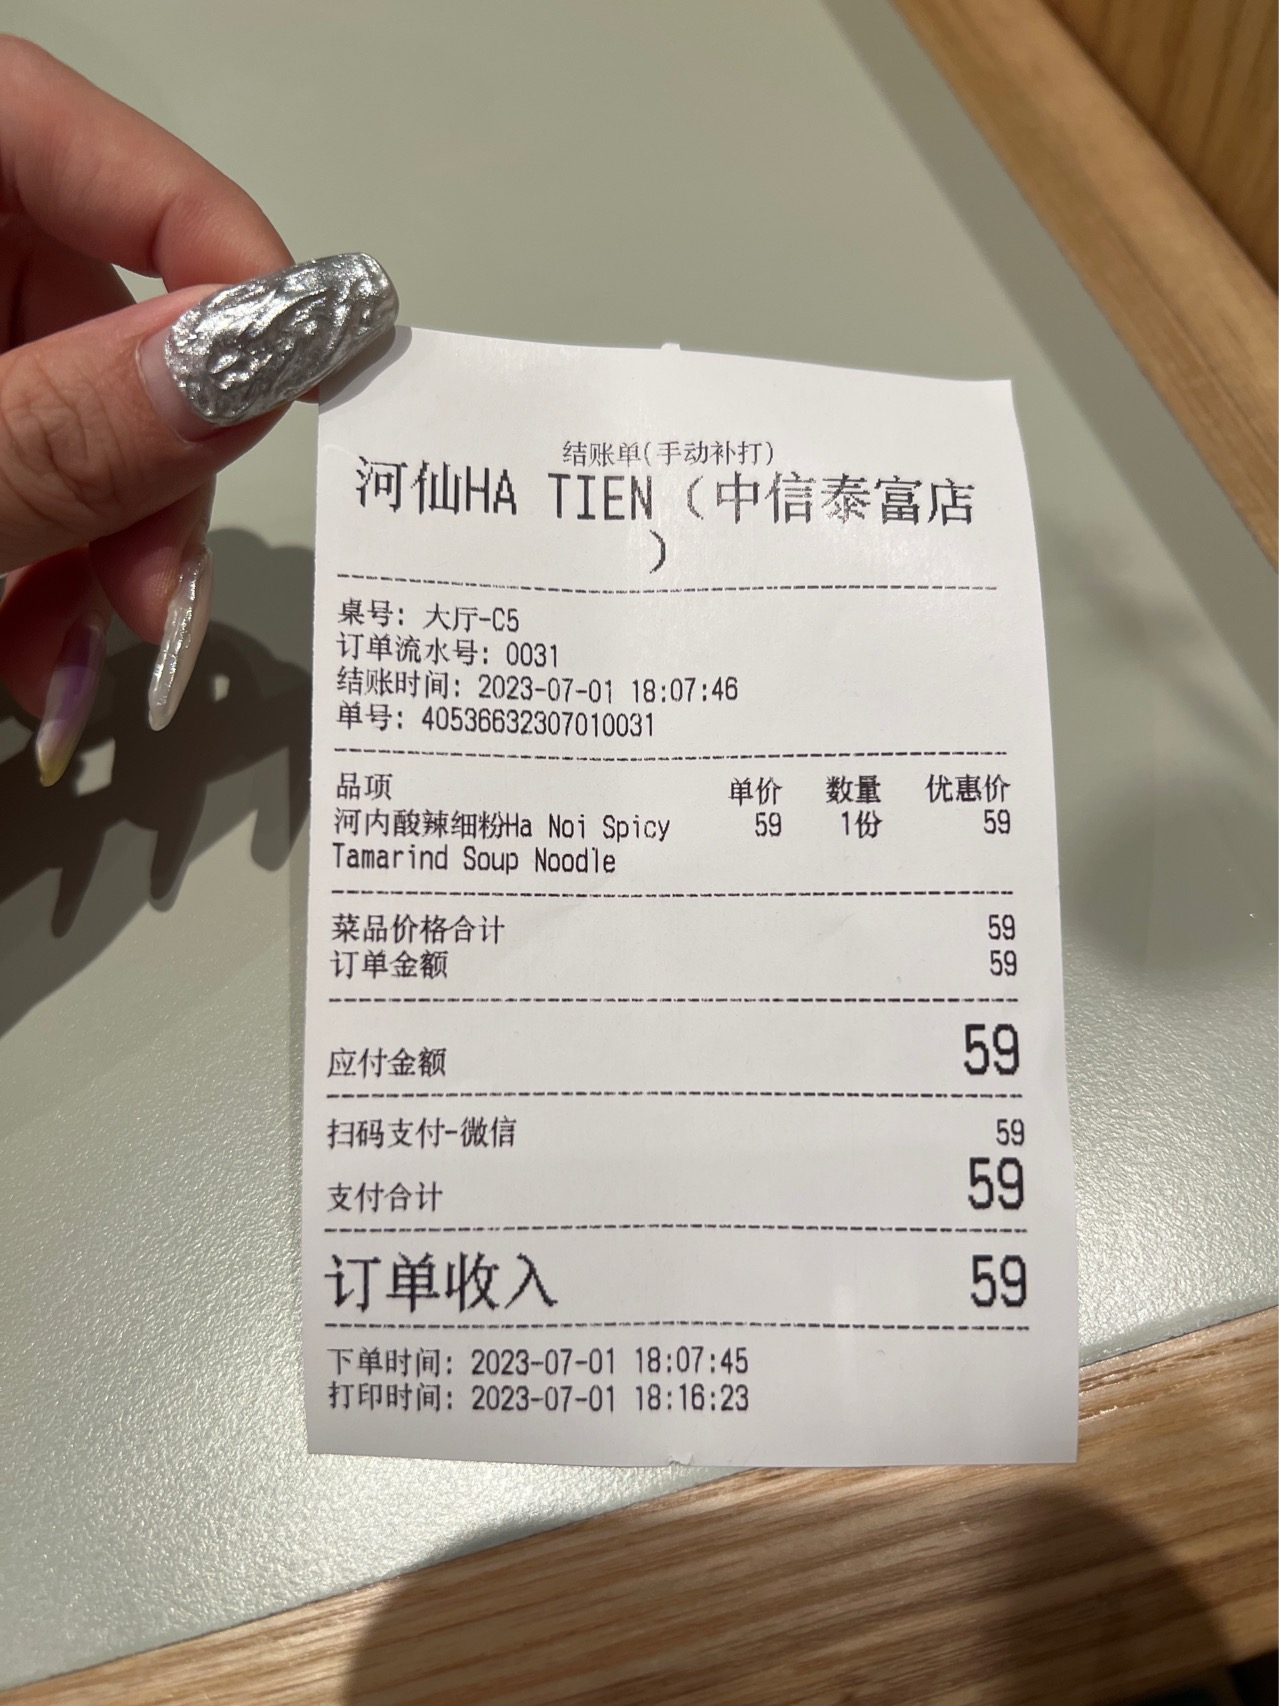 结账单(手动补打)
河仙HA TIEN（中信泰富店
）
桌号: 大厅-C5
订单流水号: 0031
结账时间: 2023-07-01 18:07:46
单号: 40536632307010031
品项 单价 数量 优惠价
河内酸辣细粉Ha Noi Spicy 59 1份 59
Tamarind Soup Noodle
菜品价格合计 59
订单金额 59
应付金额 59
扫码支付-微信 59
支付合计 59
订单收入 59
下单时间: 2023-07-01 18:07:45
打印时间: 2023-07-01 18:16:23